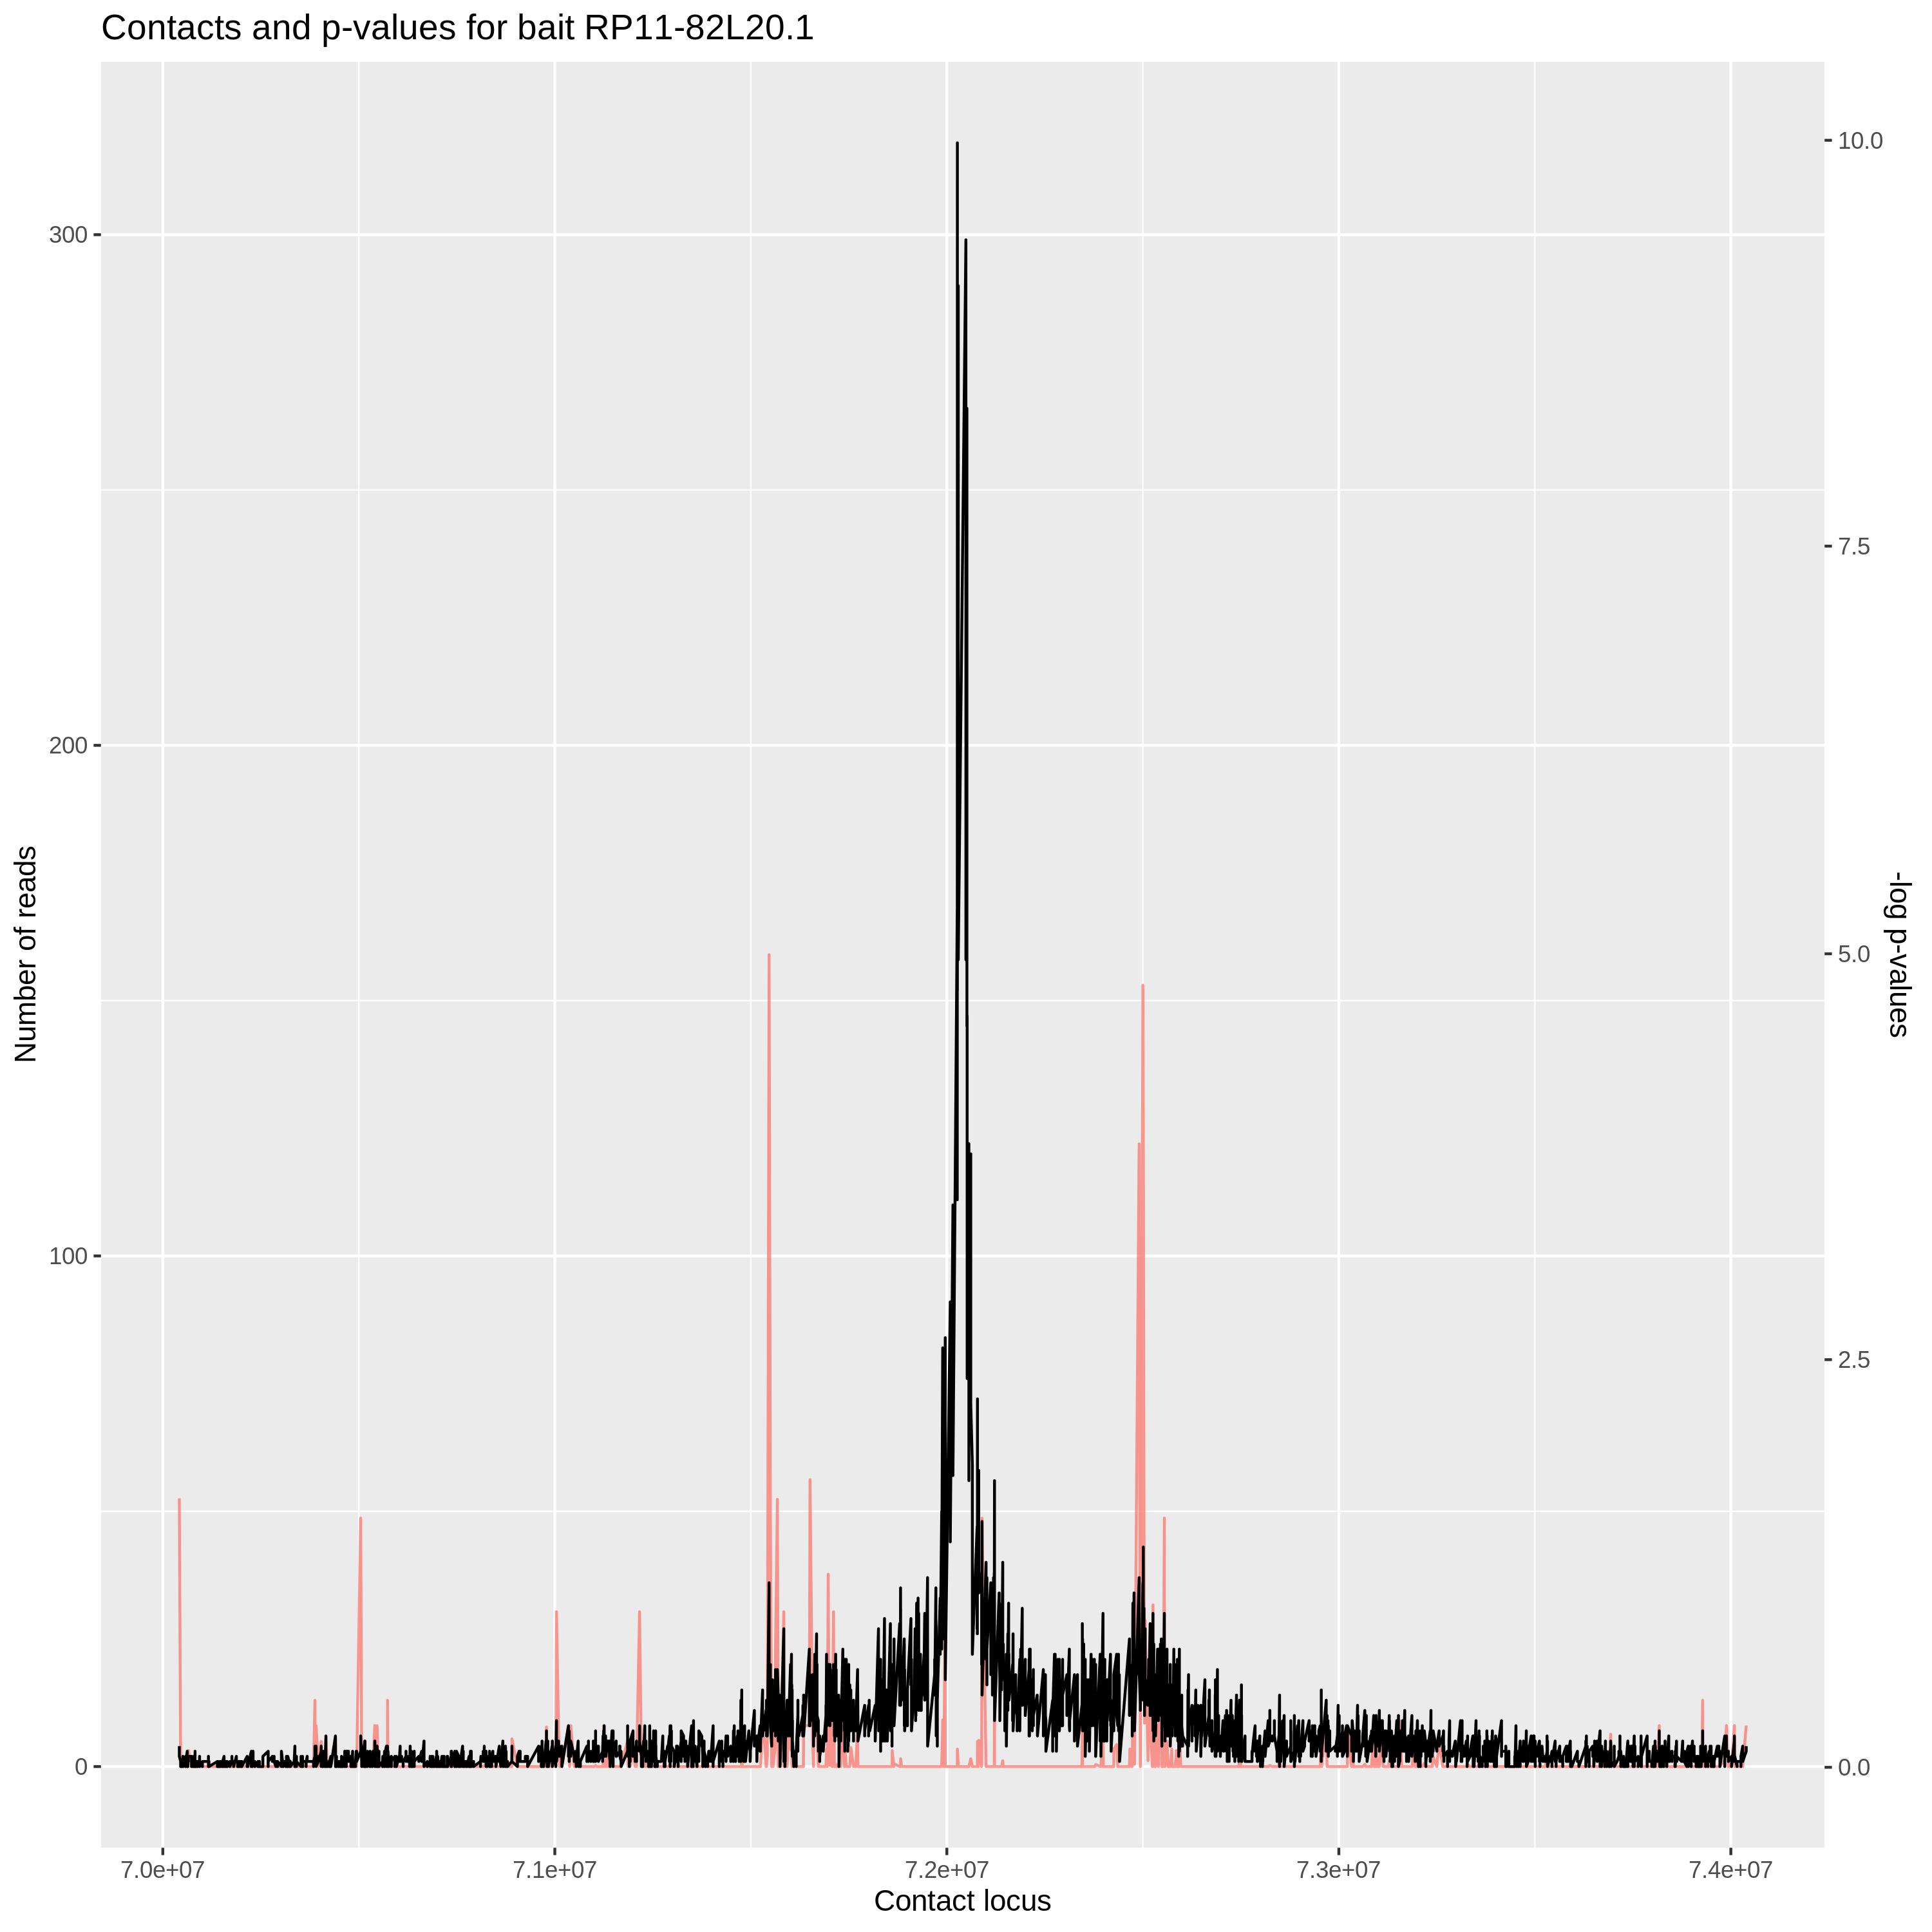 Contacts and p-values for bait RP11-82L20.1
10.0
300
7.5
200
Number of reads
-log p-values
5.0
100
2.5
0
0.0
7.0e+07 7.1e+07 7.2e+07 7.3e+07 7.4e+07
Contact locus